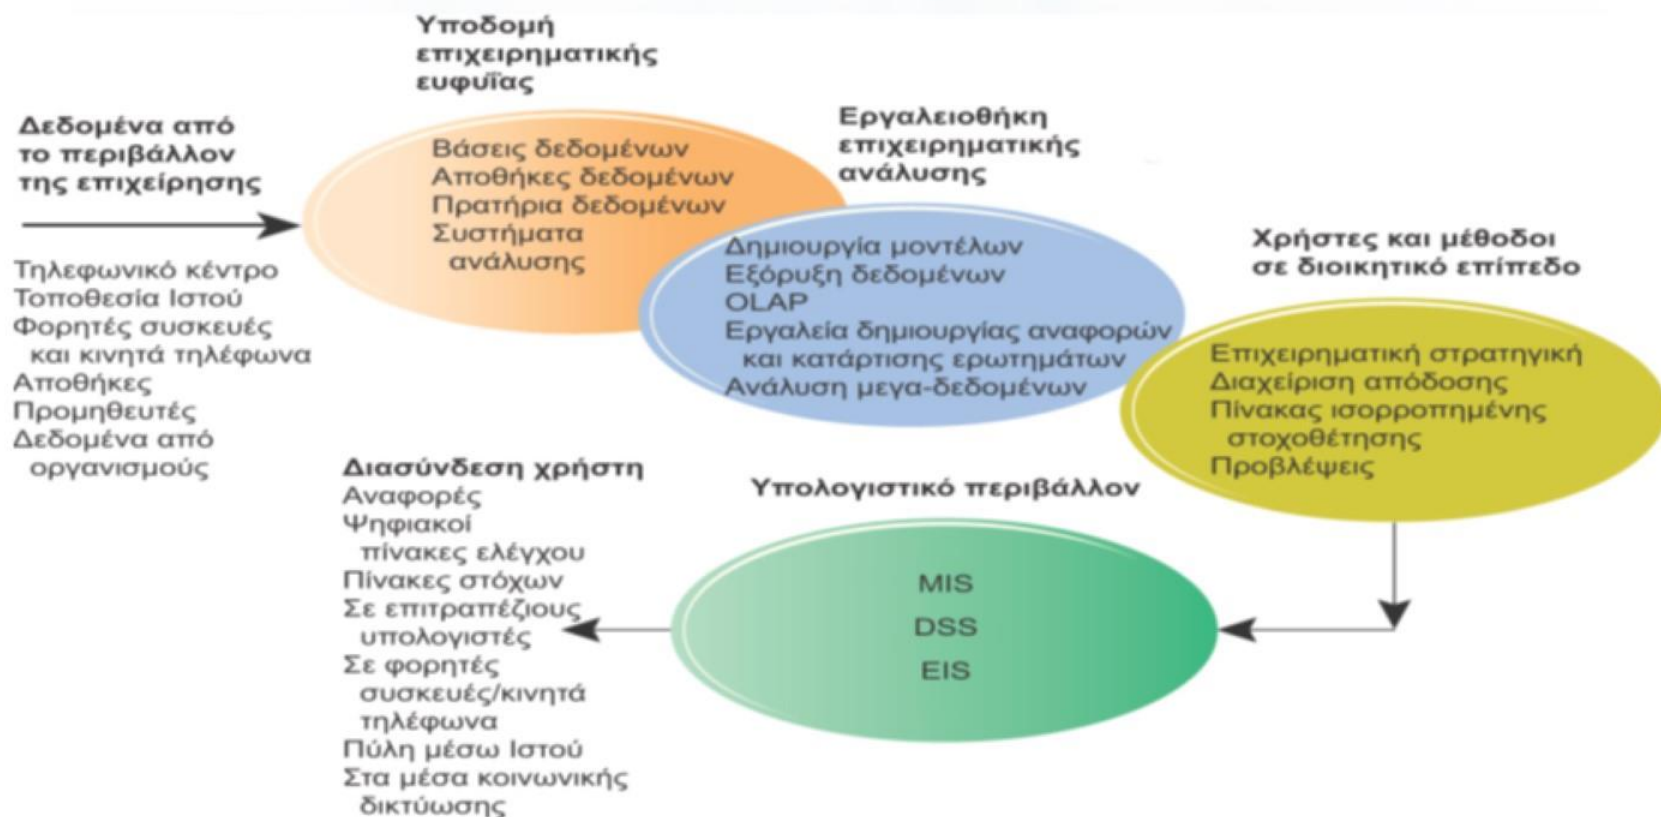 Δεδομένα από
το περιβάλλον
της επιχείρησης
Τηλεφωνικό κέντρο
Τοποθεσία Ιστού
Φορητές συσκευές
και κινητά τηλέφωνα
Αποθήκες
Προμηθευτές
Δεδομένα από
οργανισμούς
Υποδομή
επιχειρηματικής
ευφυΐας
Βάσεις δεδομένων
Αποθήκες δεδομένων
Πρατήρια δεδομένων
Συστήματα
ανάλυσης
Εργαλειοθήκη
επιχειρηματικής
ανάλυσης
Δημιουργία μοντέλων
Εξόρυξη δεδομένων
OLAP
Εργαλεία δημιουργίας αναφορών
και κατάρτισης ερωτημάτων
Ανάλυση μεγα-δεδομένων
Χρήστες και μέθοδοι
σε διοικητικό επίπεδο
Επιχειρηματική στρατηγική
Διαχείριση απόδοσης
Πίνακας ισορροπημένης
στοχοθέτησης
Προβλέψεις
Υπολογιστικό περιβάλλον
MIS
DSS
EIS
Διασύνδεση χρήστη
Αναφορές
Ψηφιακοί
πίνακες ελέγχου
Πίνακες στόχων
Σε επιτραπέζιους
υπολογιστές
Σε φορητές
συσκευές/κινητά
τηλέφωνα
Πύλη μέσω Ιστού
Στα μέσα κοινωνικής
δικτύωσης